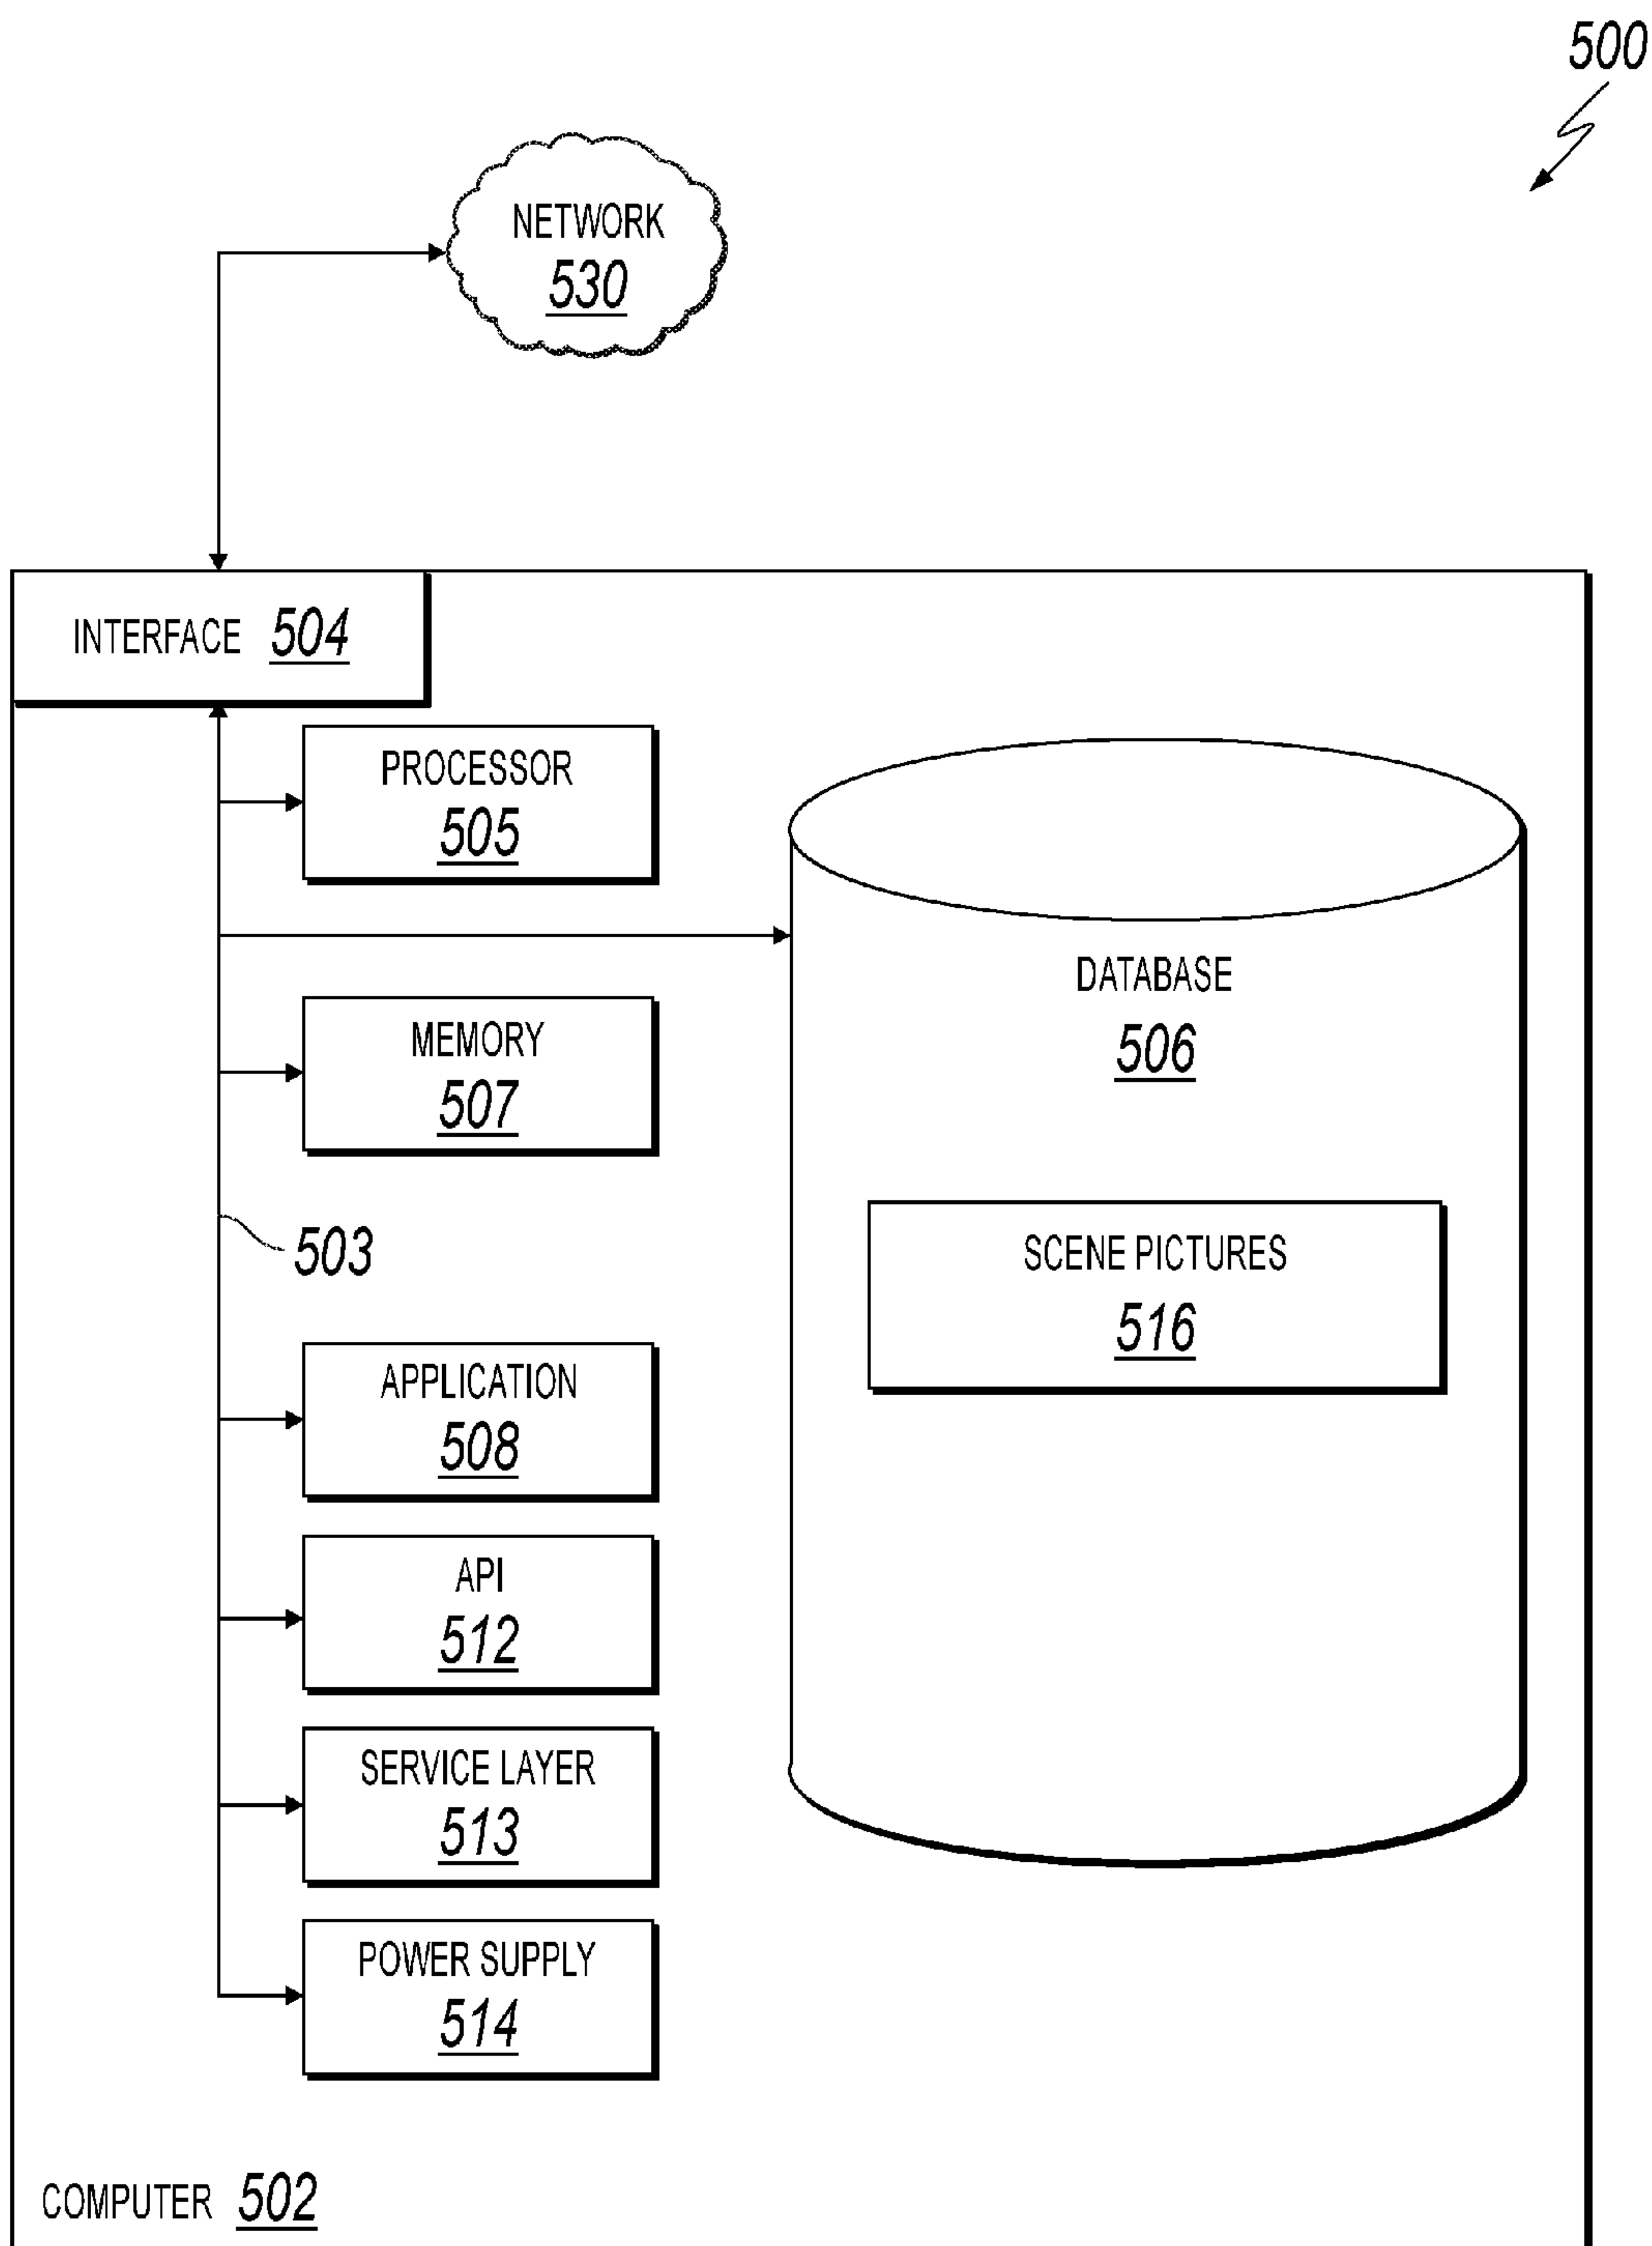 500
NETWORK
530
INTERFACE 504
PROCESSOR
505
DATABASE
506
MEMORY
507
503
SCENE PICTURES
516
APPLICATION
508
API
512
SERVICE LAYER
513
POWER SUPPLY
514
COMPUTER 502